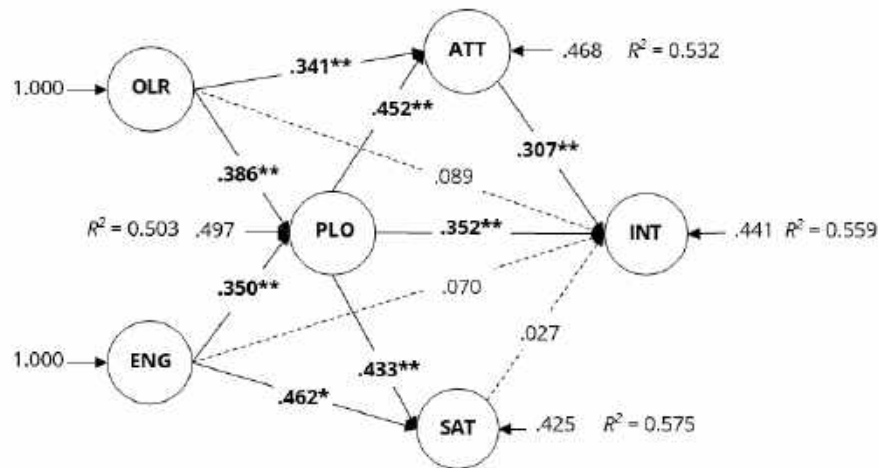 ATT
.468 R² = 0.532
1.000
OLR
.341**
.452**
.307**
.386**
.089
R² = 0.503 .497
PLO
.352**
INT
.441 R² = 0.559
.350**
.070
.027
1.000
ENG
.433**
.462*
SAT
.425 R² = 0.575